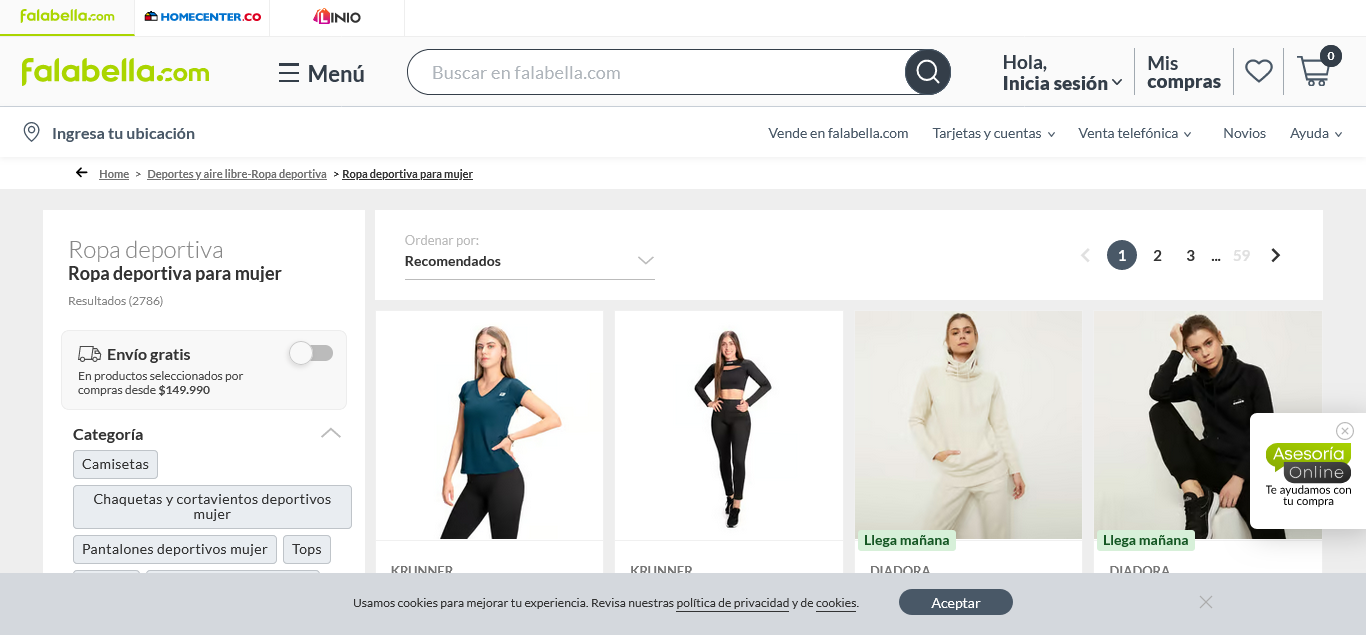 falabella.com
HOMECENTER.CO
LINIO
falabella.com
Menú
Buscar en falabella.com
Hola,
Inicia sesión
Mis
compras
0
Ingresa tu ubicación
Vende en falabella.com
Tarjetas y cuentas
Venta telefónica
Novios
Ayuda
Home > Deportes y aire libre-Ropa deportiva > Ropa deportiva para mujer
Ropa deportiva
Ropa deportiva para mujer
Resultados (2786)
Envío gratis
En productos seleccionados por
compras desde $149.990
Categoría
Camisetas
Chaquetas y cortavientos deportivos
mujer
Pantalones deportivos mujer
Tops
Ordenar por:
Recomendados
1 2 3 ... 59
Llega mañana
Llega mañana
KRUNNER
KRUNNER
DIADORA
DIADORA
Asesoría
Online
Te ayudamos con
tu compra
Usamos cookies para mejorar tu experiencia. Revisa nuestras política de privacidad y de cookies.
Aceptar